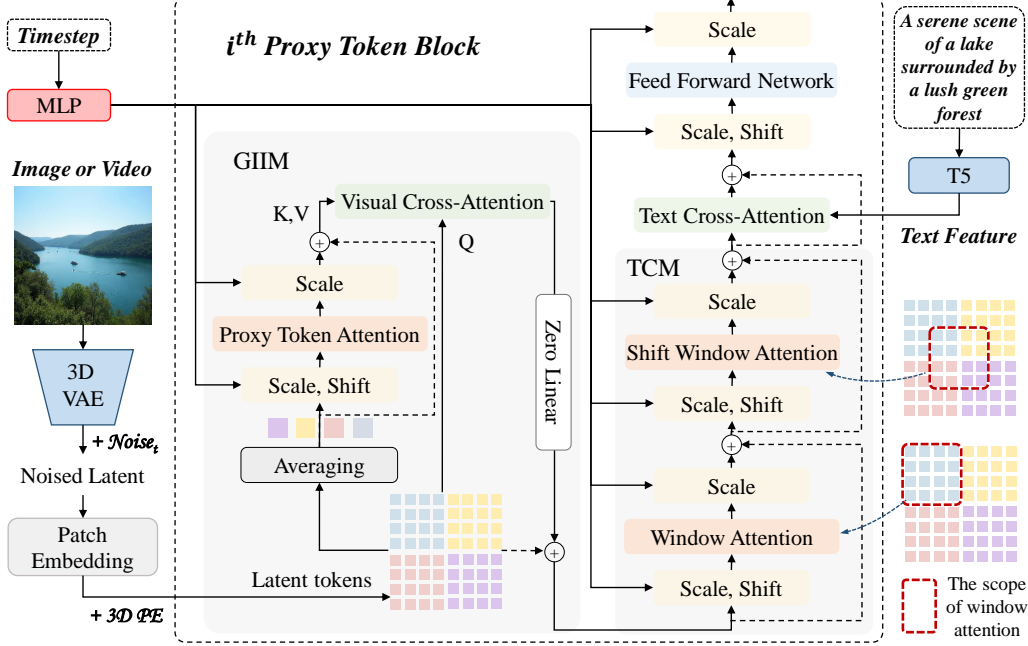 Timestep
MLP
Image or Video
3D
VAE
+ Noise_t
Noised Latent
Patch
Embedding
+ 3D PE
i^th Proxy Token Block
GIIM
Visual Cross-Attention
K,V
Q
Scale
Proxy Token Attention
Scale, Shift
Averaging
Latent tokens
Zero Linear
Scale
Feed Forward Network
Scale, Shift
Text Cross-Attention
TCM
Scale
Shift Window Attention
Scale, Shift
Scale
Window Attention
Scale, Shift
A serene scene
of a lake
surrounded by
a lush green
forest
T5
Text Feature
The scope
of window
attention